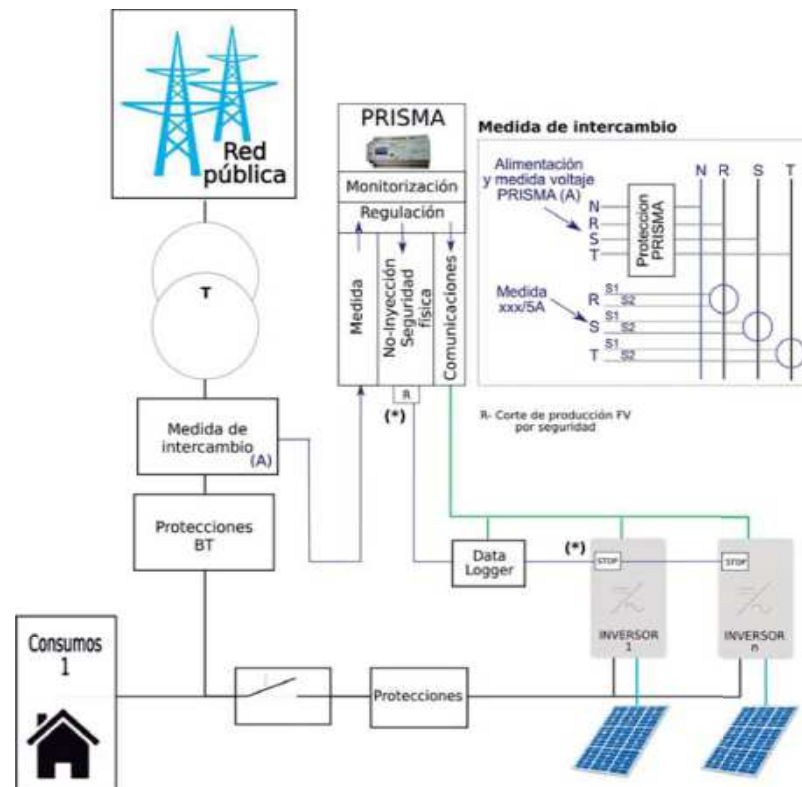 Red
pública
T
Medida de
intercambio
(A)
Protecciones
BT
Consumos
1
Protecciones
PRISMA
Monitorización
Regulación
Medida
No-Inyección
Seguridad
física
Comunicaciones
R
(*)
Medida de intercambio
Alimentación
y medida voltaje
PRISMA (A)
N R S T
N
R
S
T
Proteccion
PRISMA
Medida
xxx/5A
R S1 S2
S S1 S2
T S1 S2
R- Corte de producción FV
por seguridad
Data
Logger
(*)
STOP
INVERSOR
1
STOP
INVERSOR
n